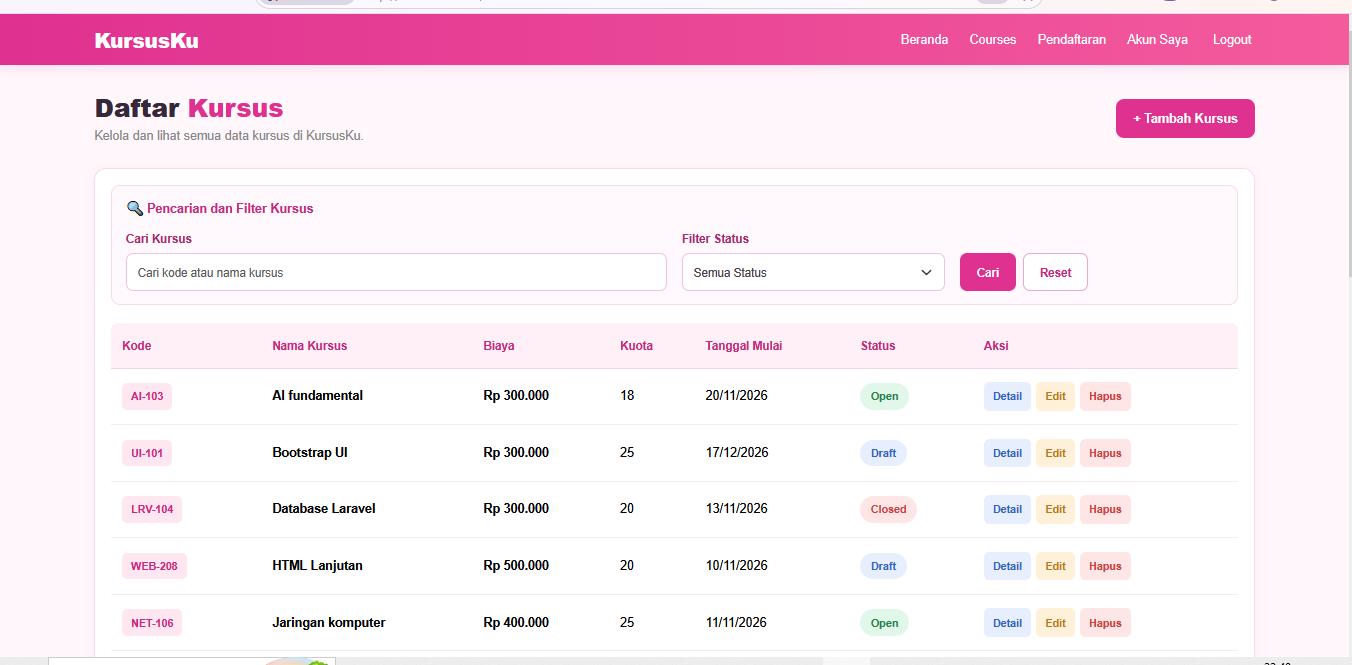 KursusKu Beranda Courses Pendaftaran Akun Saya Logout
Daftar Kursus
Kelola dan lihat semua data kursus di KursusKu.
+ Tambah Kursus
Pencarian dan Filter Kursus
Cari Kursus Filter Status
Cari kode atau nama kursus Semua Status Cari Reset
Kode Nama Kursus Biaya Kuota Tanggal Mulai Status Aksi
AI-103 AI fundamental Rp 300.000 18 20/11/2026 Open Detail Edit Hapus
UI-101 Bootstrap UI Rp 300.000 25 17/12/2026 Draft Detail Edit Hapus
LRV-104 Database Laravel Rp 300.000 20 13/11/2026 Closed Detail Edit Hapus
WEB-208 HTML Lanjutan Rp 500.000 20 10/11/2026 Draft Detail Edit Hapus
NET-106 Jaringan komputer Rp 400.000 25 11/11/2026 Open Detail Edit Hapus